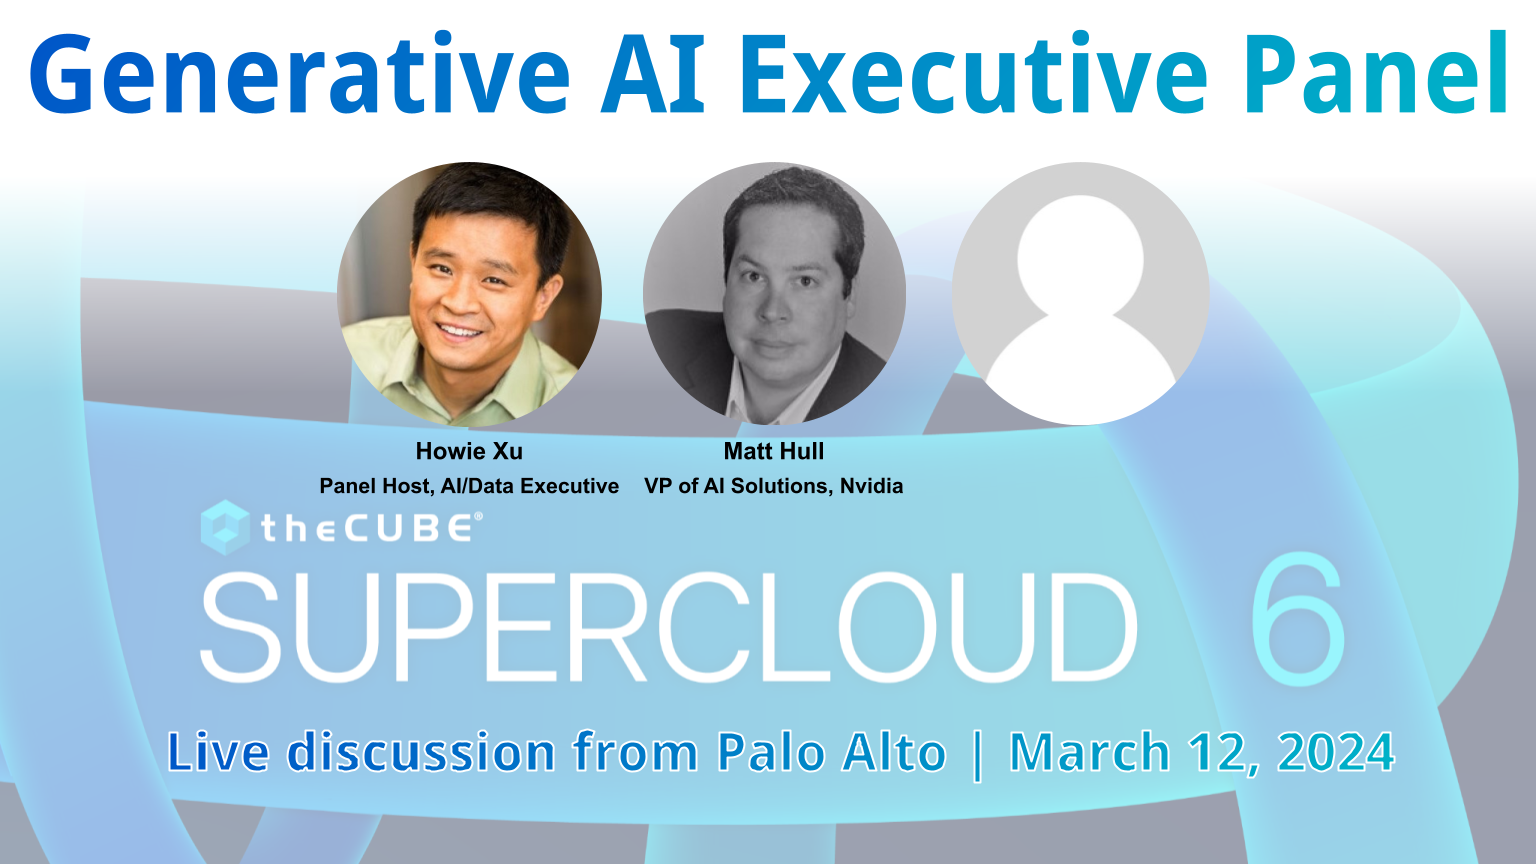 Generative AI Executive Panel
Howie Xu
Panel Host, AI/Data Executive
Matt Hull
VP of AI Solutions, Nvidia
theCUBE®
SUPERCLOUD 6
Live discussion from Palo Alto | March 12, 2024